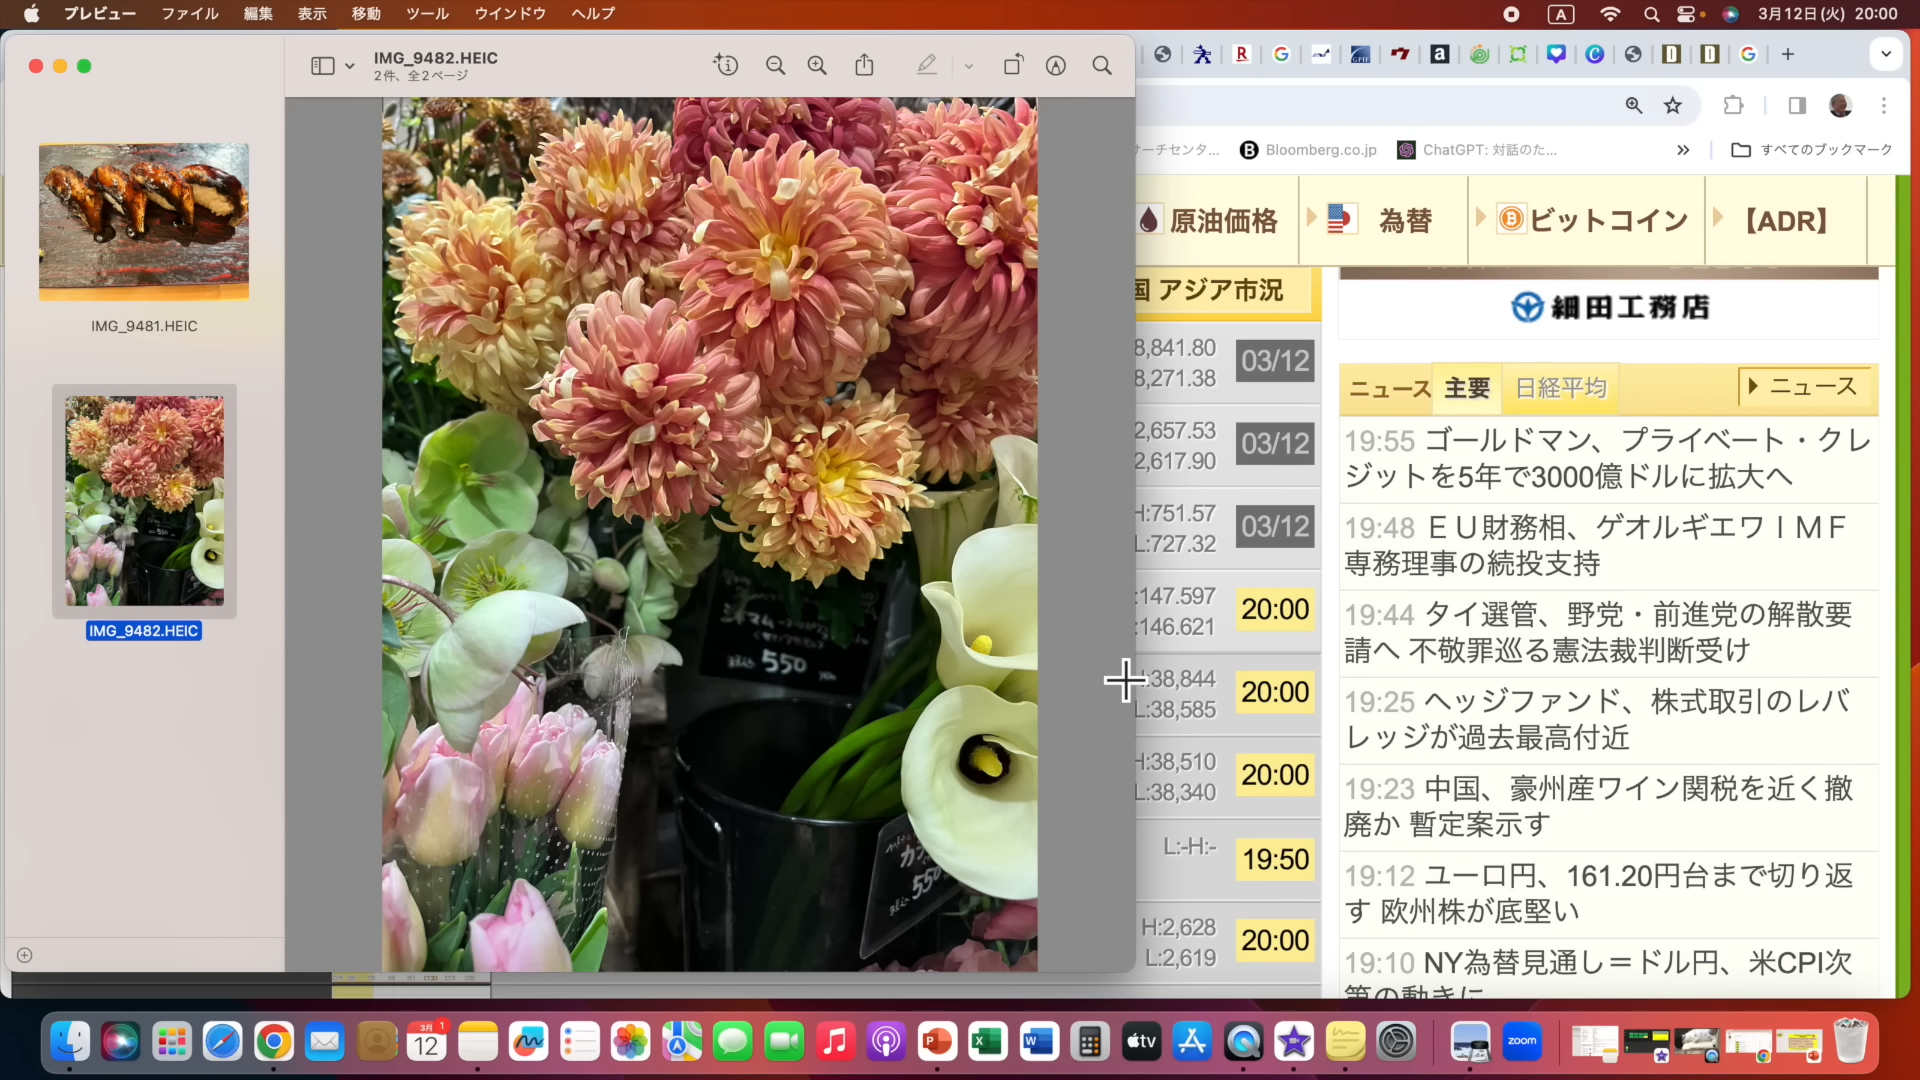 プレビュー ファイル 編集 表示 移動 ツール ウインドウ ヘルプ
A 3月12日(火) 20:00
IMG_9482.HEIC
2件、全2ページ
IMG_9481.HEIC
IMG_9482.HEIC
550
550
ーチセンタ... Bloomberg.co.jp ChatGPT: 対話のた... すべてのブックマーク
原油価格 為替 ビットコイン 【ADR】
国 アジア市況
8,841.80
8,271.38
03/12
2,657.53
2,617.90
03/12
H:751.57
L:727.32
03/12
:147.597
:146.621
20:00
:38,844
L:38,585
20:00
H:38,510
L:38,340
20:00
L:-H:-
19:50
H:2,628
L:2,619
20:00
細田工務店
ニュース 主要 日経平均 ニュース
19:55 ゴールドマン、プライベート・クレ
ジットを5年で3000億ドルに拡大へ
19:48 ＥＵ財務相、ゲオルギエワＩＭＦ
専務理事の続投支持
19:44 タイ選管、野党・前進党の解散要
請へ 不敬罪巡る憲法裁判断受け
19:25 ヘッジファンド、株式取引のレバ
レッジが過去最高付近
19:23 中国、豪州産ワイン関税を近く撤
廃か 暫定案示す
19:12 ユーロ円、161.20円台まで切り返
す 欧州株が底堅い
19:10 NY為替見通し＝ドル円、米CPI次
第の動きに
3月 1
12
tv
zoom